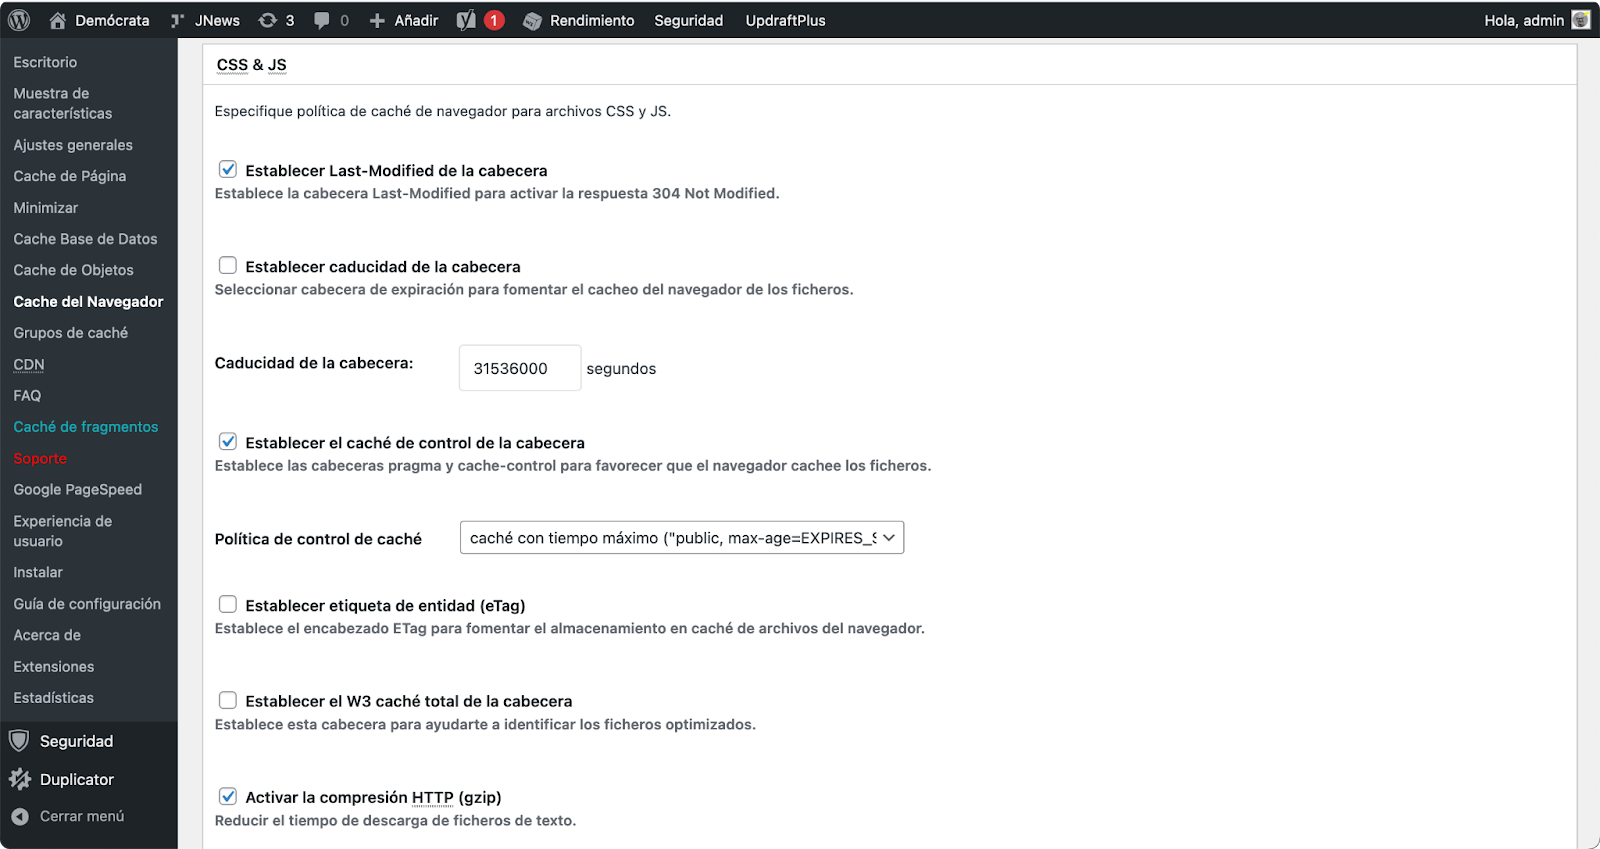 Demócrata JNews 3 0 Añadir 1 Rendimiento Seguridad UpdraftPlus Hola, admin
Escritorio
Muestra de
características
Ajustes generales
Cache de Página
Minimizar
Cache Base de Datos
Cache de Objetos
Cache del Navegador
Grupos de caché
CDN
FAQ
Caché de fragmentos
Soporte
Google PageSpeed
Experiencia de
usuario
Instalar
Guía de configuración
Acerca de
Extensiones
Estadísticas
Seguridad
Duplicator
Cerrar menú
CSS & JS
Especifique política de caché de navegador para archivos CSS y JS.
Establecer Last-Modified de la cabecera
Establece la cabecera Last-Modified para activar la respuesta 304 Not Modified.
Establecer caducidad de la cabecera
Seleccionar cabecera de expiración para fomentar el cacheo del navegador de los ficheros.
Caducidad de la cabecera: 31536000 segundos
Establecer el caché de control de la cabecera
Establece las cabeceras pragma y cache-control para favorecer que el navegador cachee los ficheros.
Política de control de caché caché con tiempo máximo ("public, max-age=EXPIRES_S
Establecer etiqueta de entidad (eTag)
Establece el encabezado ETag para fomentar el almacenamiento en caché de archivos del navegador.
Establecer el W3 caché total de la cabecera
Establece esta cabecera para ayudarte a identificar los ficheros optimizados.
Activar la compresión HTTP (gzip)
Reducir el tiempo de descarga de ficheros de texto.